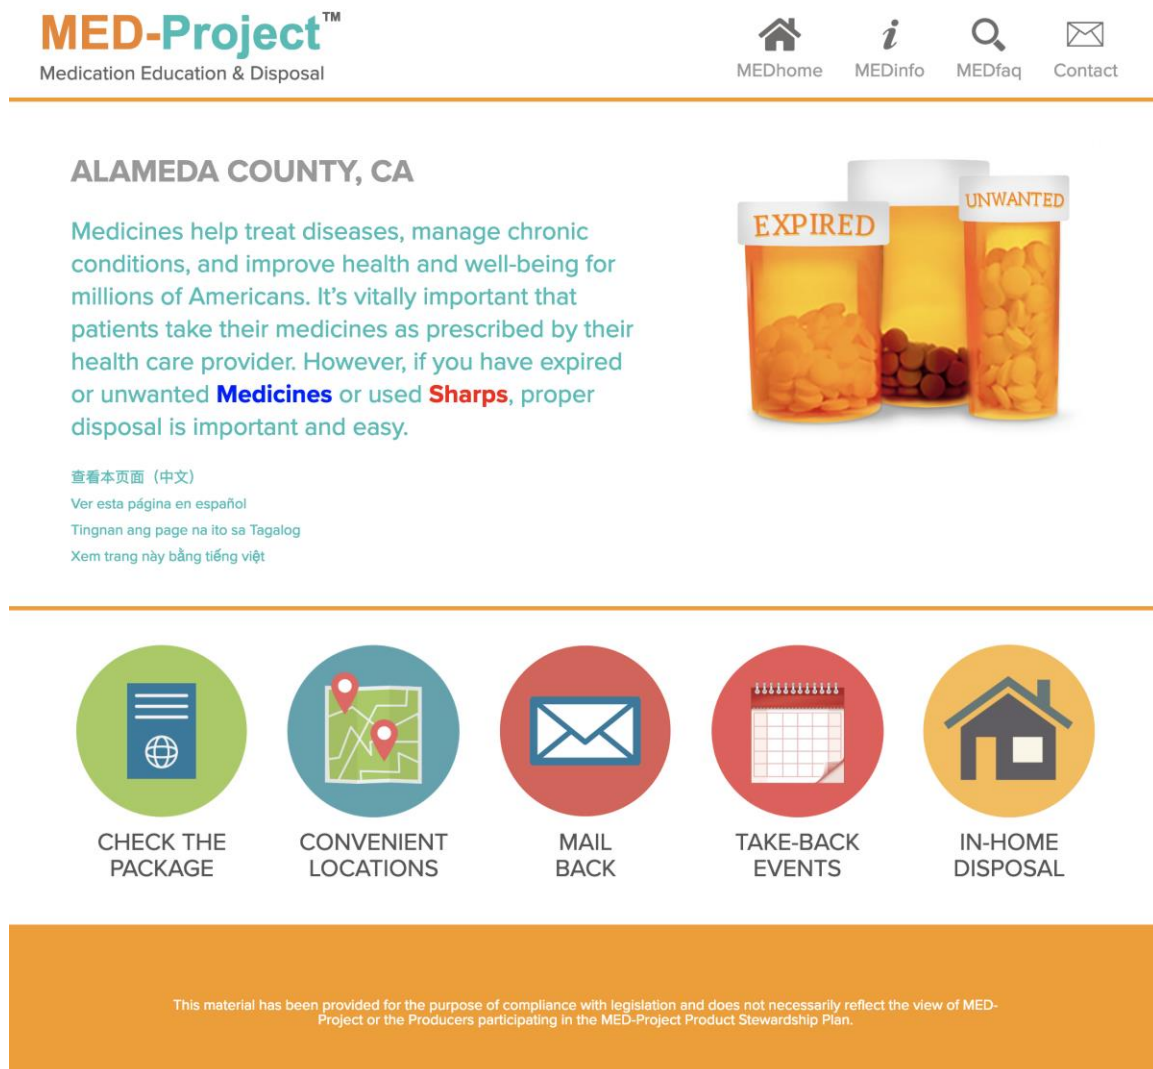 MED-Project™
Medication Education & Disposal
MEDhome
MEDinfo
MEDfaq
Contact
ALAMEDA COUNTY, CA
Medicines help treat diseases, manage chronic
conditions, and improve health and well-being for
millions of Americans. It’s vitally important that
patients take their medicines as prescribed by their
health care provider. However, if you have expired
or unwanted Medicines or used Sharps, proper
disposal is important and easy.
EXPIRED
UNWANTED
查看本页面（中文）
Ver esta página en español
Tingnan ang page na ito sa Tagalog
Xem trang này bằng tiếng việt
CHECK THE
PACKAGE
CONVENIENT
LOCATIONS
MAIL
BACK
TAKE-BACK
EVENTS
IN-HOME
DISPOSAL
This material has been provided for the purpose of compliance with legislation and does not necessarily reflect the view of MED-
Project or the Producers participating in the MED-Project Product Stewardship Plan.